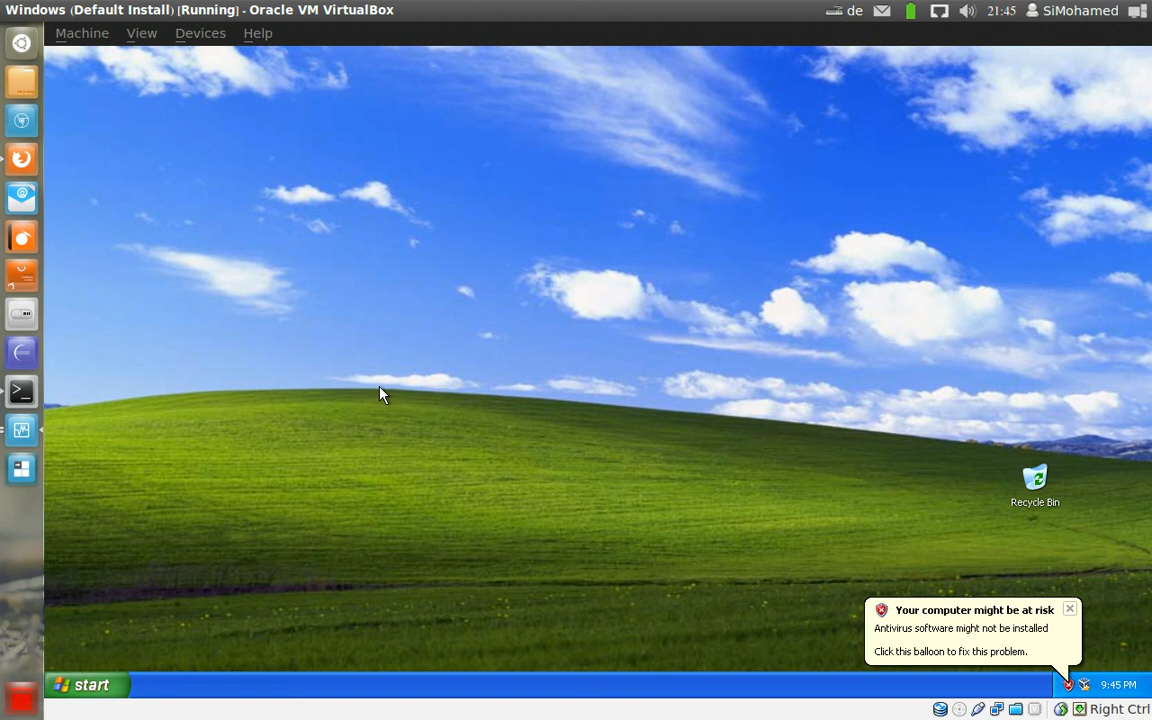 Windows (Default Install) [Running] - Oracle VM VirtualBox
de
21:45
SiMohamed
Machine
View
Devices
Help
Recycle Bin
Your computer might be at risk
Antivirus software might not be installed
Click this balloon to fix this problem.
start
9:45 PM
Right Ctrl